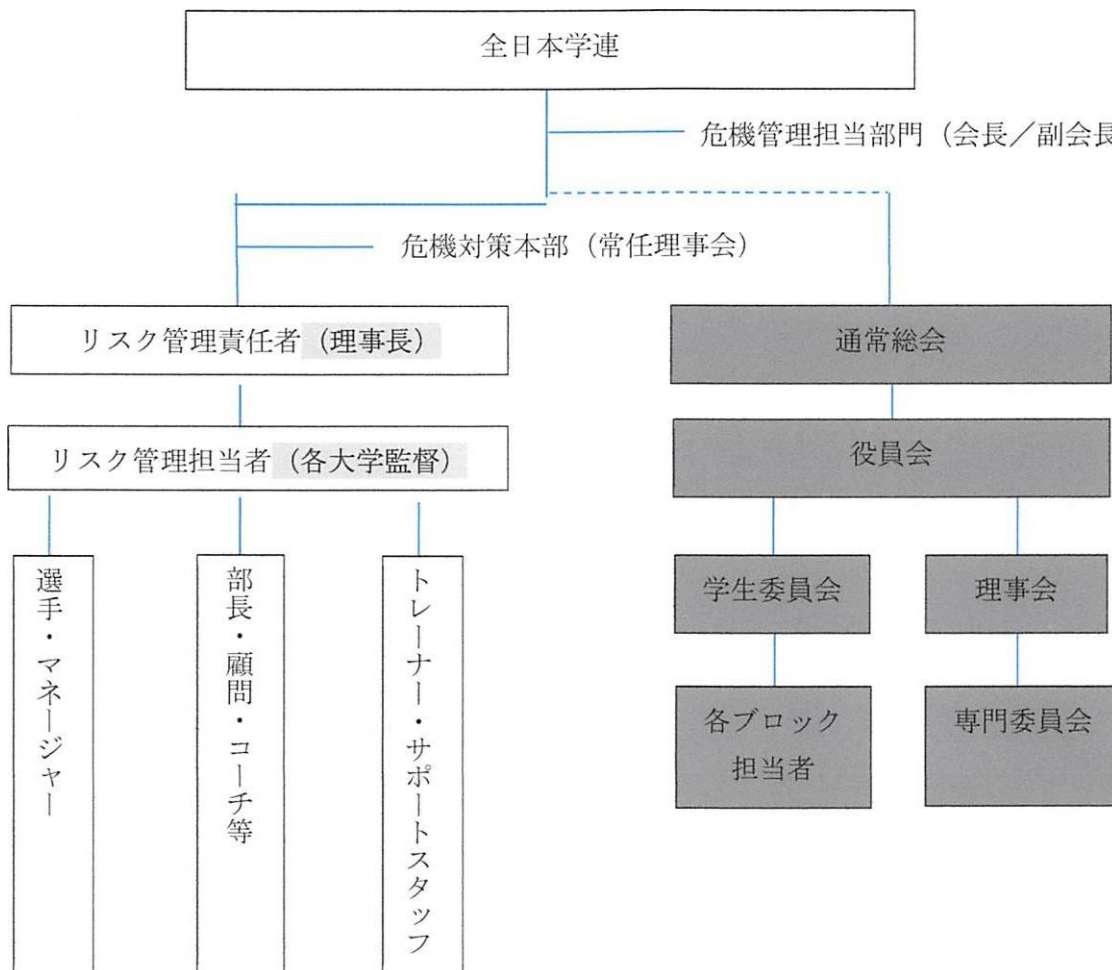 全日本学連
危機管理担当部門（会長／副会長
危機対策本部（常任理事会）
リスク管理責任者（理事長）
通常総会
リスク管理担当者（各大学監督）
役員会
選手・マネージャー
部長・顧問・コーチ等
トレーナー・サポートスタッフ
学生委員会
理事会
各ブロック
担当者
専門委員会